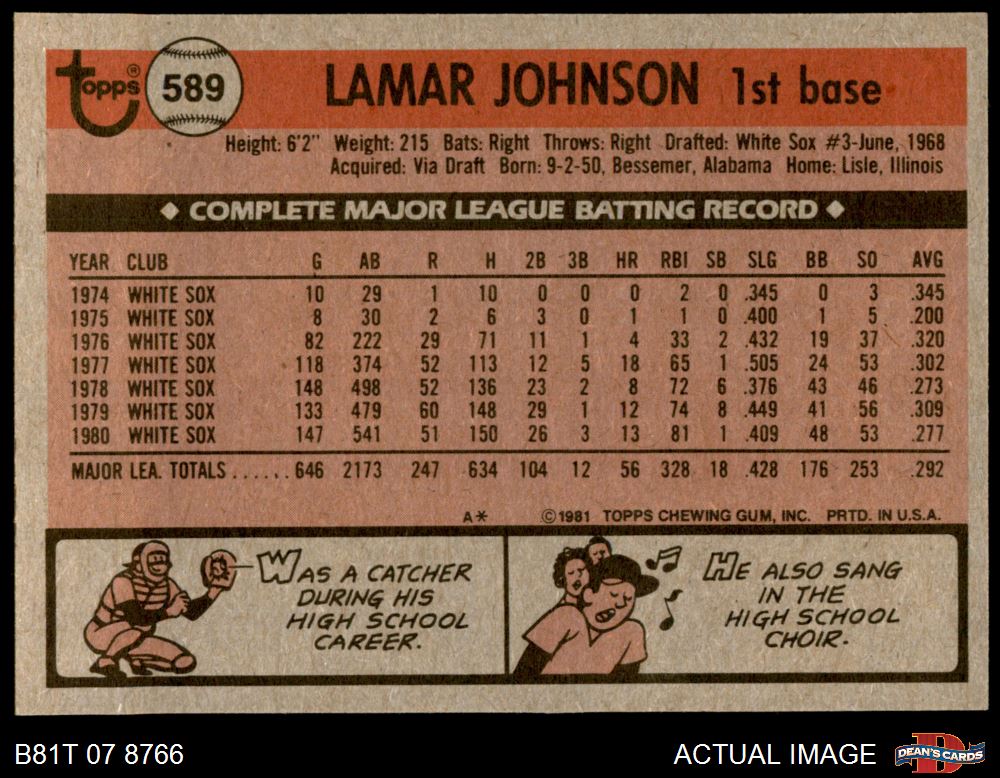 Topps®
589
LAMAR JOHNSON 1st base
Height: 6'2" Weight: 215 Bats: Right Throws: Right Drafted: White Sox #3-June, 1968
Acquired: Via Draft Born: 9-2-50, Bessemer, Alabama Home: Lisle, Illinois
◆ COMPLETE MAJOR LEAGUE BATTING RECORD ◆
YEAR CLUB G AB R H 2B 3B HR RBI SB SLG BB SO AVG
1974 WHITE SOX 10 29 1 10 0 0 0 2 0 .345 0 3 .345
1975 WHITE SOX 8 30 2 6 3 0 1 1 0 .400 1 5 .200
1976 WHITE SOX 82 222 29 71 11 1 4 33 2 .432 19 37 .320
1977 WHITE SOX 118 374 52 113 12 5 18 65 1 .505 24 53 .302
1978 WHITE SOX 148 498 52 136 23 2 8 72 6 .376 43 46 .273
1979 WHITE SOX 133 479 60 148 29 1 12 74 8 .449 41 56 .309
1980 WHITE SOX 147 541 51 150 26 3 13 81 1 .409 48 53 .277
MAJOR LEA. TOTALS ...... 646 2173 247 634 104 12 56 328 18 .428 176 253 .292
A* ©1981 TOPPS CHEWING GUM, INC. PRTD. IN U.S.A.
WAS A CATCHER
DURING HIS
HIGH SCHOOL
CAREER.
HE ALSO SANG
IN THE
HIGH SCHOOL
CHOIR.
B81T 07 8766
ACTUAL IMAGE
D
DEAN'S CARDS